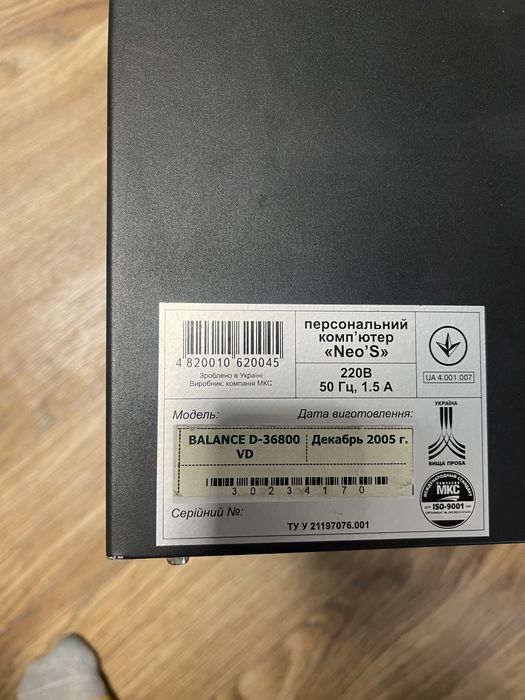 4 820010 620045
Зроблено в Україні
Виробник: компанія МКС
персональний
комп'ютер
«Neo'S»
220В
50 Гц, 1.5 А
UA 4.001.007
Модель:
Дата виготовлення:
BALANCE D-36800
VD
Декабрь 2005 г.
30234170
Серійний №:
ТУ У 21197076.001
УКРАЇНА
ВИЩА ПРОБА
МКС
ISO-9001